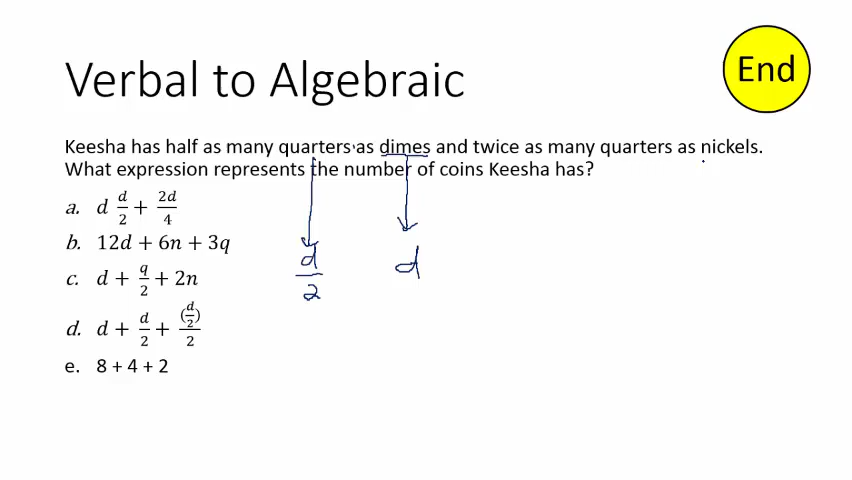 End
Verbal to Algebraic
Keesha has half as many quarters as dimes and twice as many quarters as nickels.
What expression represents the number of coins Keesha has?
a. d d/2 + 2d/4
b. 12d + 6n + 3q
c. d + q/2 + 2n
d. d + d/2 + (d/2)/2
e. 8 + 4 + 2
d/2
d